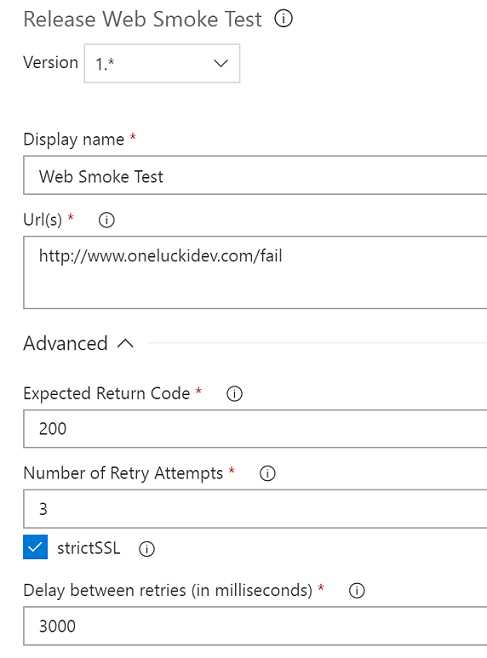 Release Web Smoke Test
Version 1.*
Display name *
Web Smoke Test
Url(s) *
http://www.oneluckidev.com/fail
Advanced
Expected Return Code *
200
Number of Retry Attempts *
3
strictSSL
Delay between retries (in milliseconds) *
3000